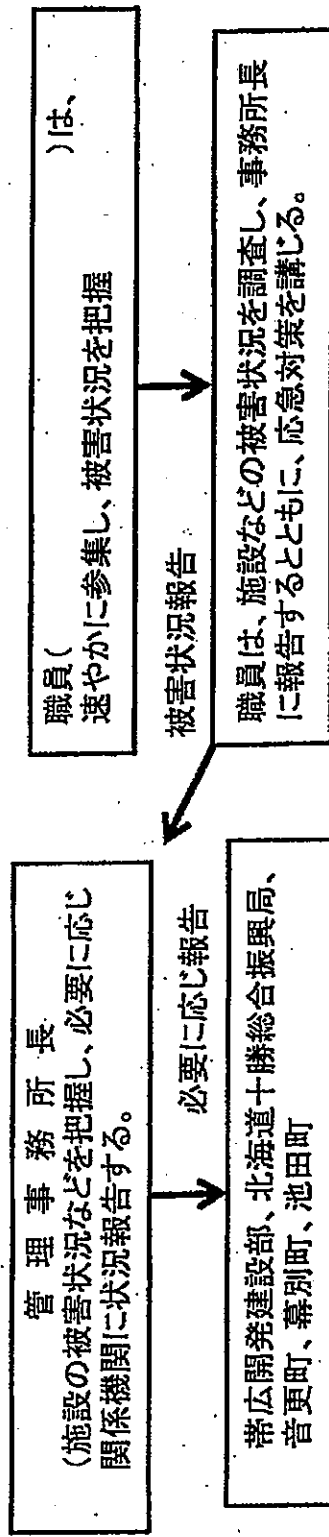 職員（　　　　　　　　）は、
速やかに参集し、被害状況を把握
被害状況報告
職員は、施設などの被害状況を調査し、事務所長
に報告するとともに、応急対策を講じる。
管 理 事 務 所 長
（施設の被害状況などを把握し、必要に応じ
関係機関に状況報告する。
必要に応じ報告
帯広開発建設部、北海道十勝総合振興局、
音更町、幕別町、池田町